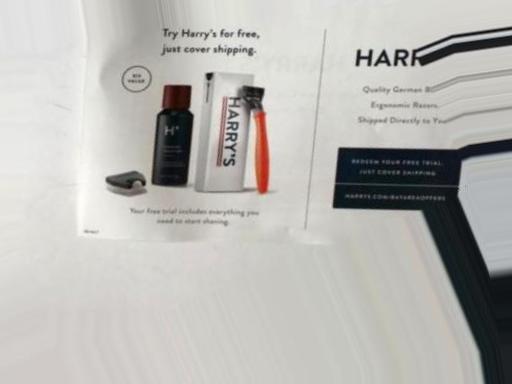 Try Harry's for free,
just cover shipping.
$13
VALUE
H'
HARRY'S
Your free trial includes everything you
need to start shaving.
HARR
Quality German
Ergonomic Razors.
Shipped Directly to You
REDEEM YOUR FREE TRIAL,
JUST COVER SHIPPING
HARRYS.COM/BAYAREAOFFERS